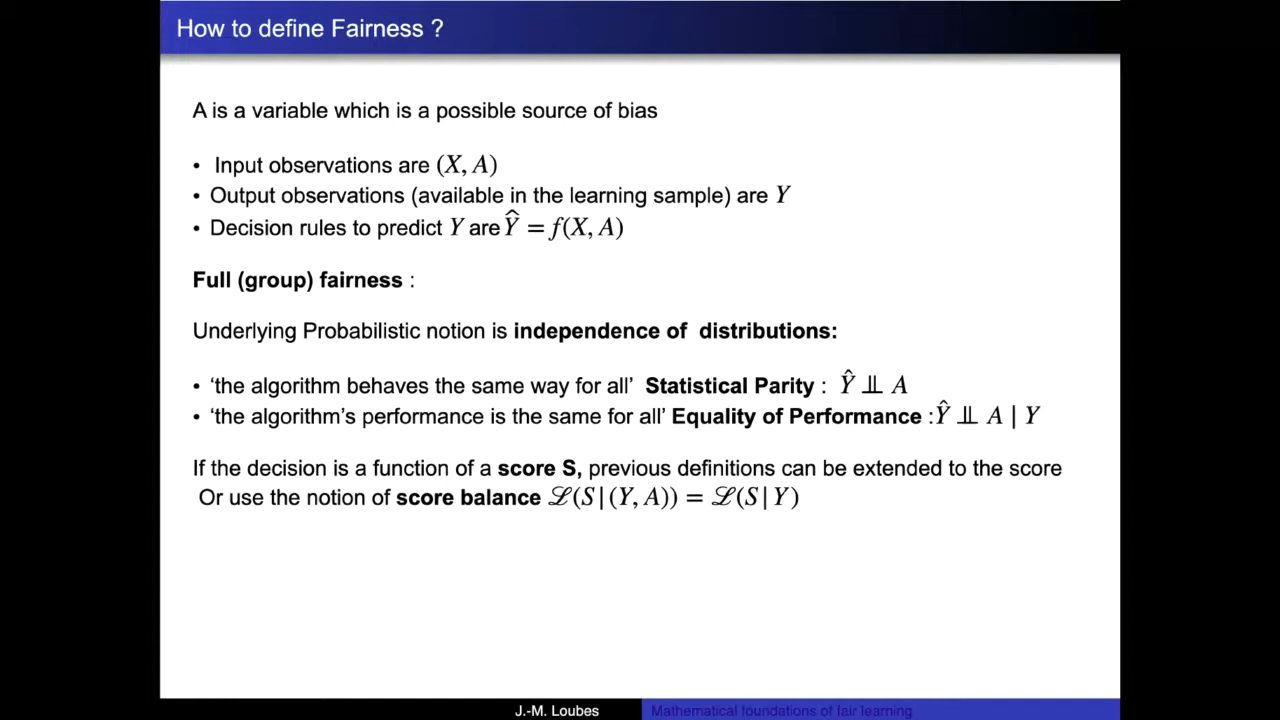 How to define Fairness ?
A is a variable which is a possible source of bias
• Input observations are (X, A)
• Output observations (available in the learning sample) are Y
• Decision rules to predict Y are Ŷ = f(X, A)
Full (group) fairness :
Underlying Probabilistic notion is independence of distributions:
• ‘the algorithm behaves the same way for all’ Statistical Parity : Ŷ ⫫ A
• ‘the algorithm’s performance is the same for all’ Equality of Performance : Ŷ ⫫ A | Y
If the decision is a function of a score S, previous definitions can be extended to the score
Or use the notion of score balance ℒ(S | (Y, A)) = ℒ(S | Y)
J.-M. Loubes Mathematical foundations of fair learning